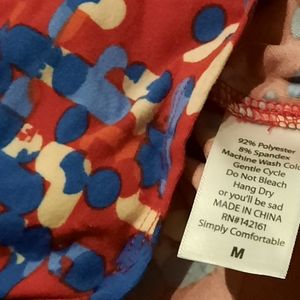 92% Polyester
8% Spandex
Machine Wash Cold
Gentle Cycle
Do Not Bleach
Hang Dry
or you'll be sad
MADE IN CHINA
RN#142161
Simply Comfortable
M